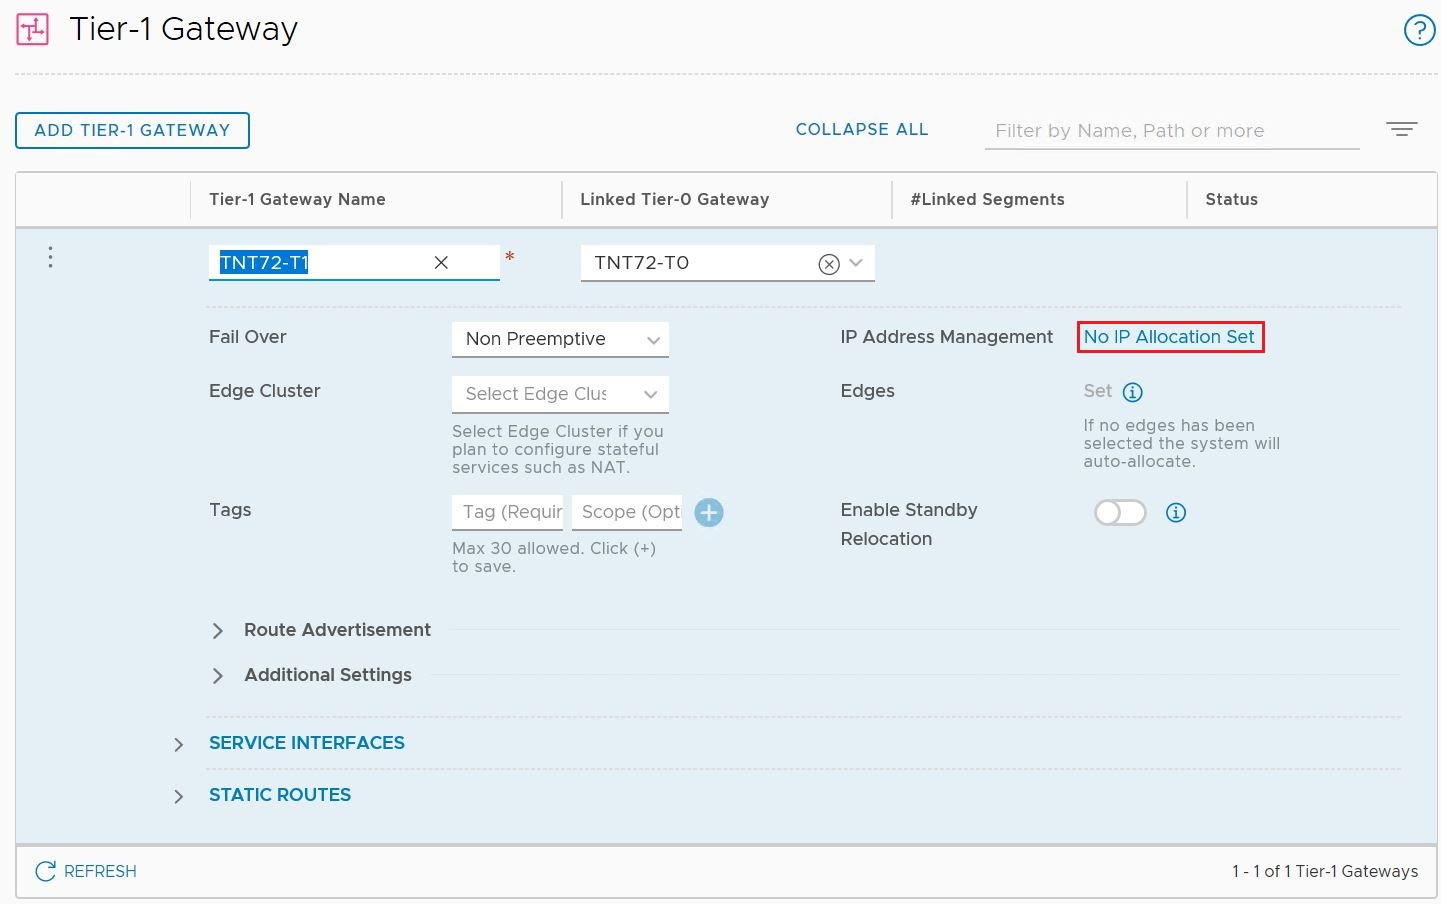 Tier-1 Gateway
ADD TIER-1 GATEWAY
COLLAPSE ALL
Filter by Name, Path or more
Tier-1 Gateway Name
Linked Tier-0 Gateway
#Linked Segments
Status
TNT72-T1
*
TNT72-T0
Fail Over
Non Preemptive
IP Address Management
No IP Allocation Set
Edge Cluster
Select Edge Clus
Select Edge Cluster if you
plan to configure stateful
services such as NAT.
Edges
Set
If no edges has been
selected the system will
auto-allocate.
Tags
Tag (Requir
Scope (Opti
Max 30 allowed. Click (+)
to save.
Enable Standby
Relocation
Route Advertisement
Additional Settings
SERVICE INTERFACES
STATIC ROUTES
REFRESH
1 - 1 of 1 Tier-1 Gateways